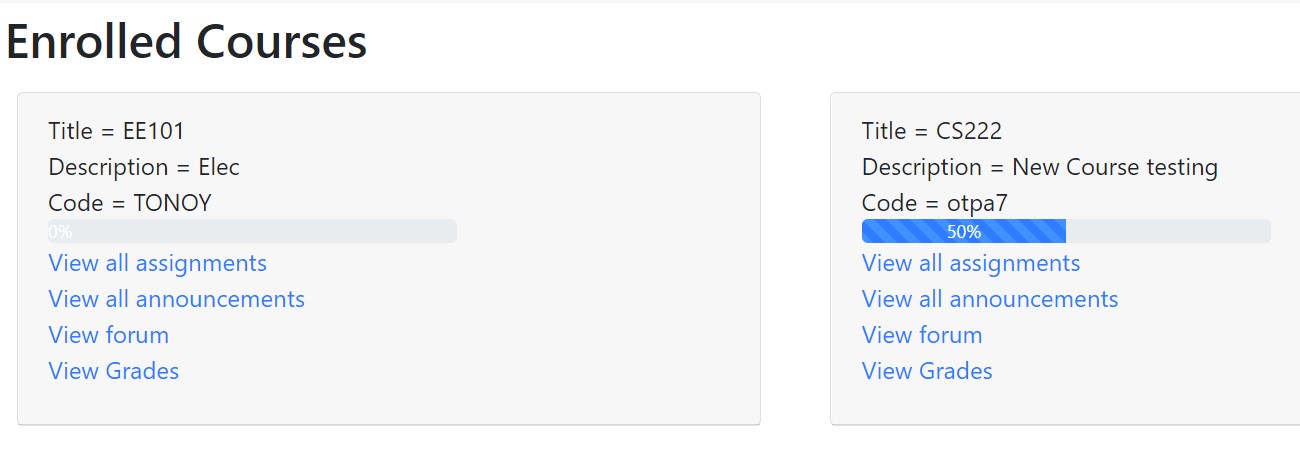 Enrolled Courses
Title = EE101
Description = Elec
Code = TONOY
0%
View all assignments
View all announcements
View forum
View Grades
Title = CS222
Description = New Course testing
Code = otpa7
50%
View all assignments
View all announcements
View forum
View Grades